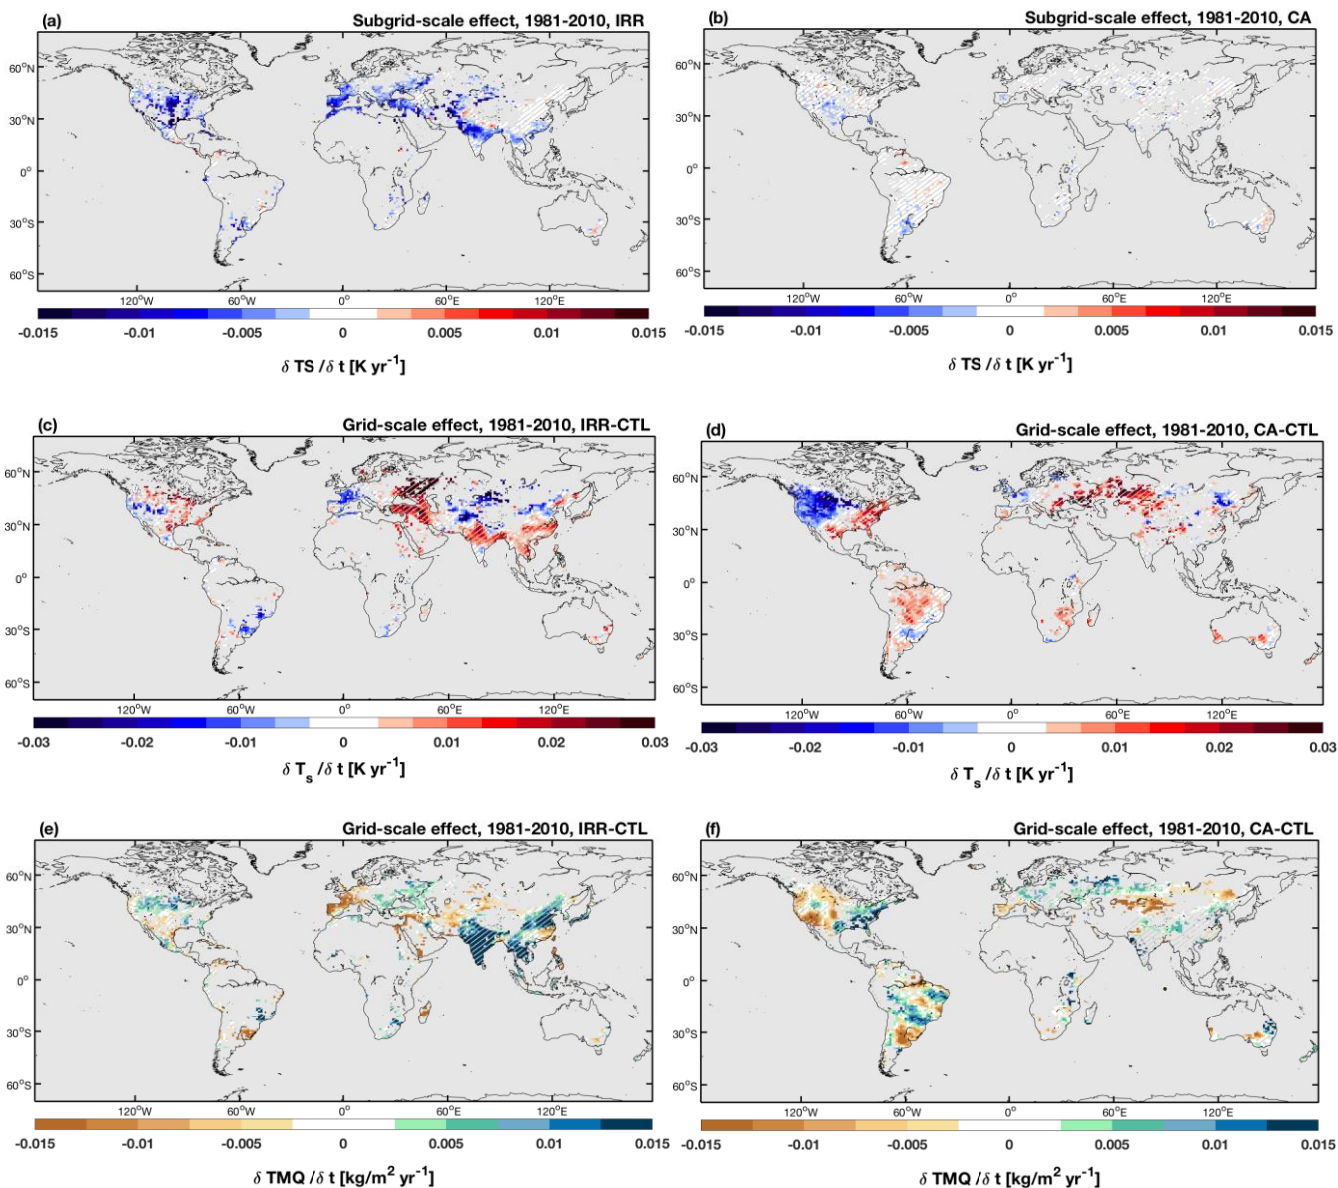 (a) Subgrid-scale effect, 1981-2010, IRR
60°N
30°N
0°
30°S
60°S
120°W 60°W 0° 60°E 120°E
-0.015 -0.01 -0.005 0 0.005 0.01 0.015
δ TS/δ t [K yr⁻¹]
(b) Subgrid-scale effect, 1981-2010, CA
60°N
30°N
0°
30°S
60°S
120°W 60°W 0° 60°E 120°E
-0.015 -0.01 -0.005 0 0.005 0.01 0.015
δ TS/δ t [K yr⁻¹]
(c) Grid-scale effect, 1981-2010, IRR-CTL
60°N
30°N
0°
30°S
60°S
120°W 60°W 0° 60°E 120°E
-0.03 -0.02 -0.01 0 0.01 0.02 0.03
δ Tₛ/δ t [K yr⁻¹]
(d) Grid-scale effect, 1981-2010, CA-CTL
60°N
30°N
0°
30°S
60°S
120°W 60°W 0° 60°E 120°E
-0.03 -0.02 -0.01 0 0.01 0.02 0.03
δ Tₛ/δ t [K yr⁻¹]
(e) Grid-scale effect, 1981-2010, IRR-CTL
60°N
30°N
0°
30°S
60°S
120°W 60°W 0° 60°E 120°E
-0.015 -0.01 -0.005 0 0.005 0.01 0.015
δ TMQ/δ t [kg/m² yr⁻¹]
(f) Grid-scale effect, 1981-2010, CA-CTL
60°N
30°N
0°
30°S
60°S
120°W 60°W 0° 60°E 120°E
-0.015 -0.01 -0.005 0 0.005 0.01 0.015
δ TMQ/δ t [kg/m² yr⁻¹]